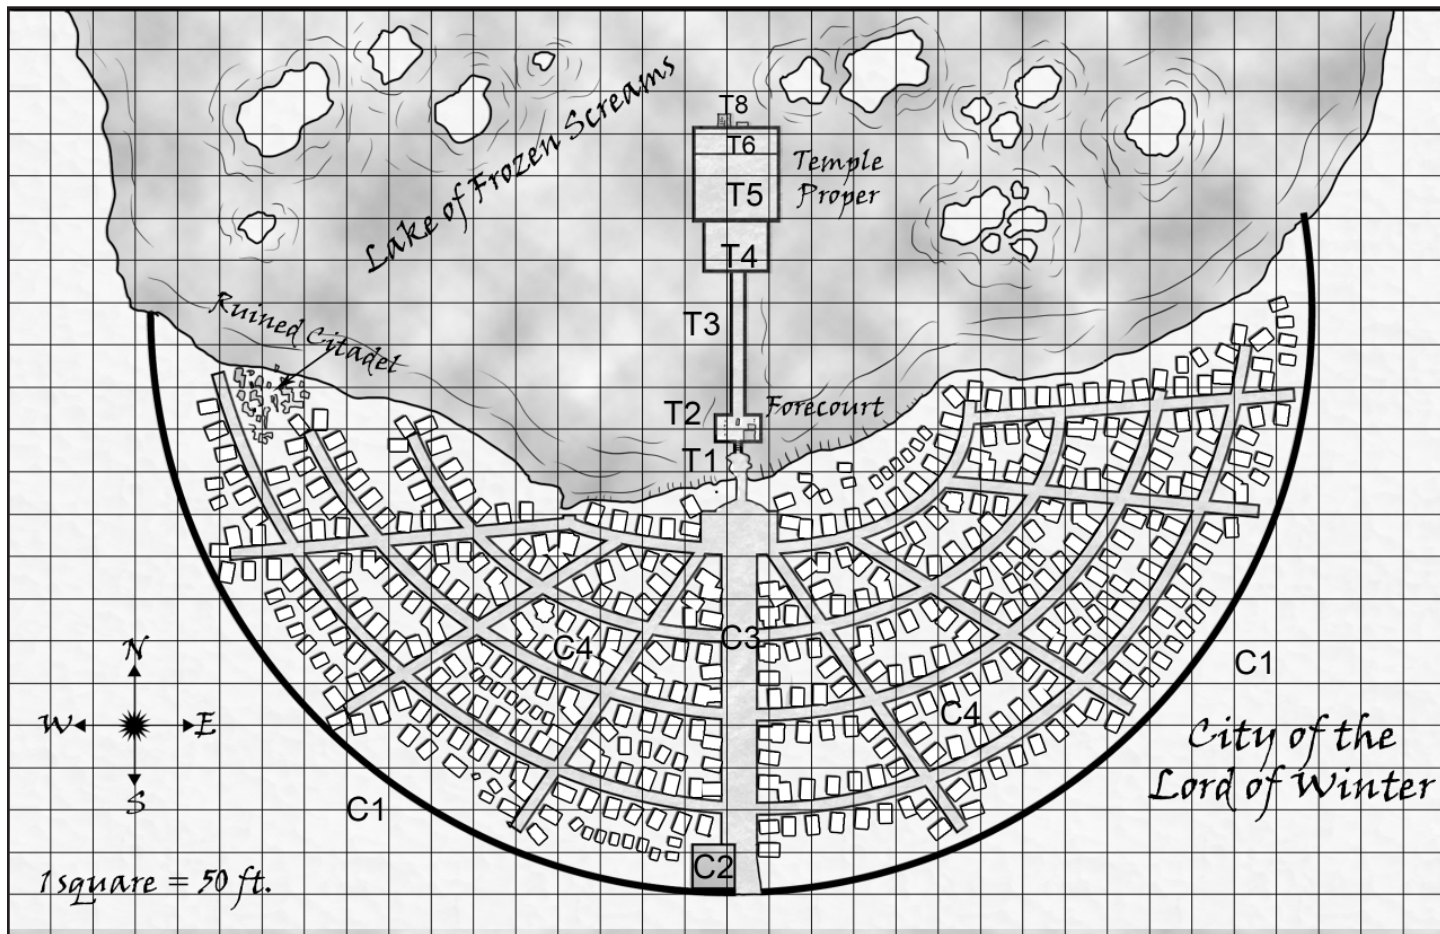 Lake of Frozen Screams
T8
T6
T5
Temple
Proper
T4
T3
Ruined Citadel
T2
Forecourt
T1
C3
C4
C4
C1
C1
N
W
E
S
City of the
Lord of Winter
C2
1 square = 50 ft.